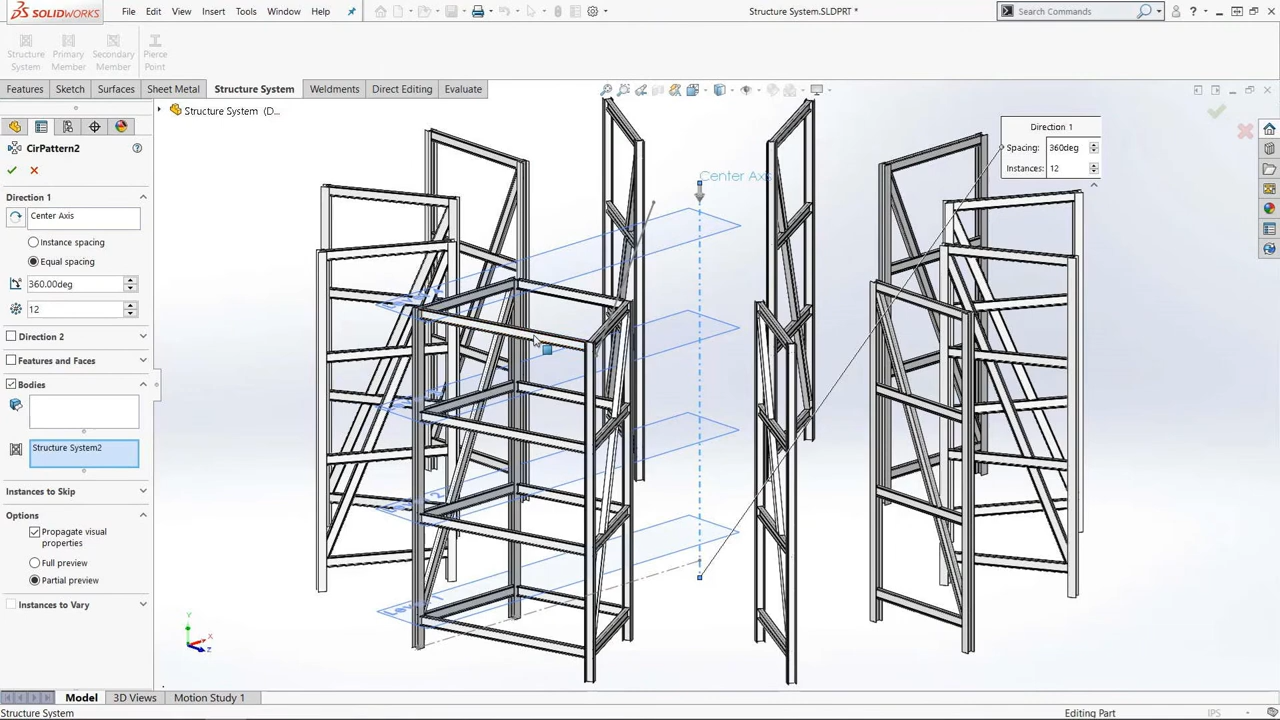 SOLIDWORKS
File
Edit
View
Insert
Tools
Window
Help
Structure System.SLDPRT *
Search Commands
?
Structure
System
Primary
Member
Secondary
Member
Pierce
Point
Features
Sketch
Surfaces
Sheet Metal
Structure System
Weldments
Direct Editing
Evaluate
Structure System (D...
CirPattern2
Direction 1
Center Axis
Instance spacing
Equal spacing
360.00deg
12
Direction 2
Features and Faces
Bodies
Structure System2
Instances to Skip
Options
Propagate visual
properties
Full preview
Partial preview
Instances to Vary
Center Axis
Direction 1
Spacing: 360deg
Instances: 12
Y
X
Z
Model
3D Views
Motion Study 1
Structure System
Editing Part
IPS